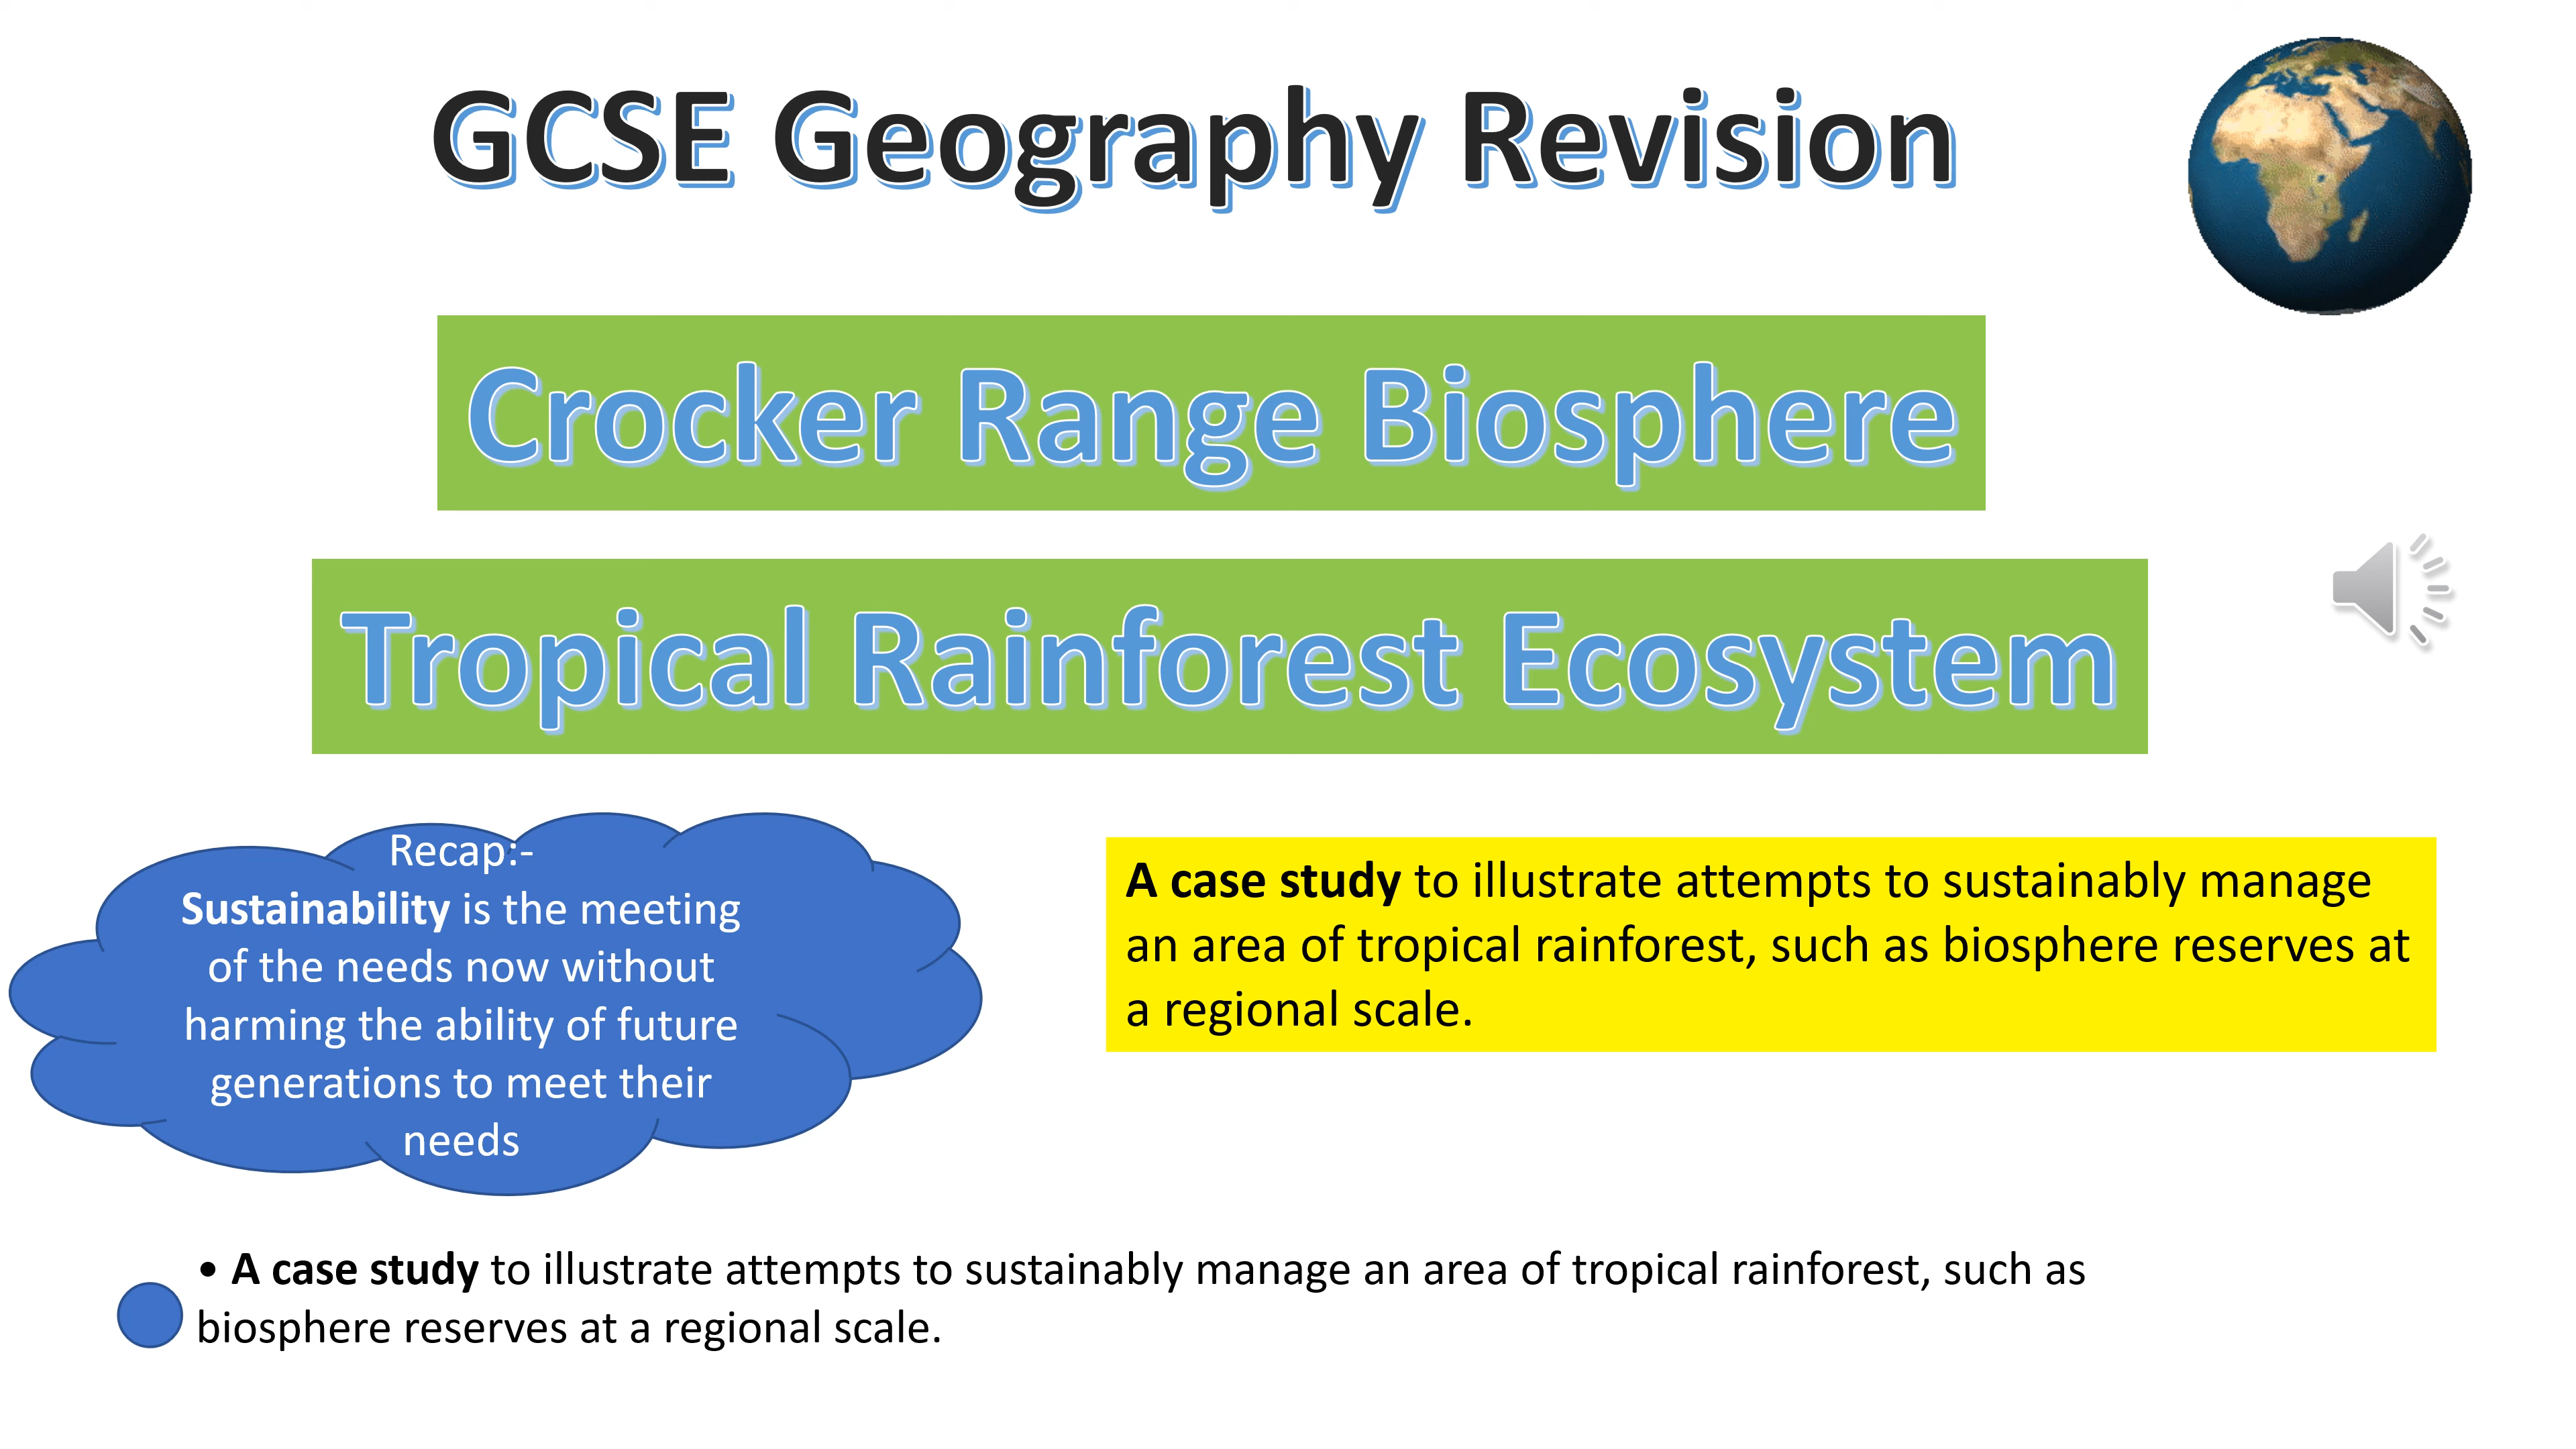 GCSE Geography Revision
Crocker Range Biosphere
Tropical Rainforest Ecosystem
Recap:-
Sustainability is the meeting
of the needs now without
harming the ability of future
generations to meet their
needs
A case study to illustrate attempts to sustainably manage
an area of tropical rainforest, such as biosphere reserves at
a regional scale.
• A case study to illustrate attempts to sustainably manage an area of tropical rainforest, such as
biosphere reserves at a regional scale.